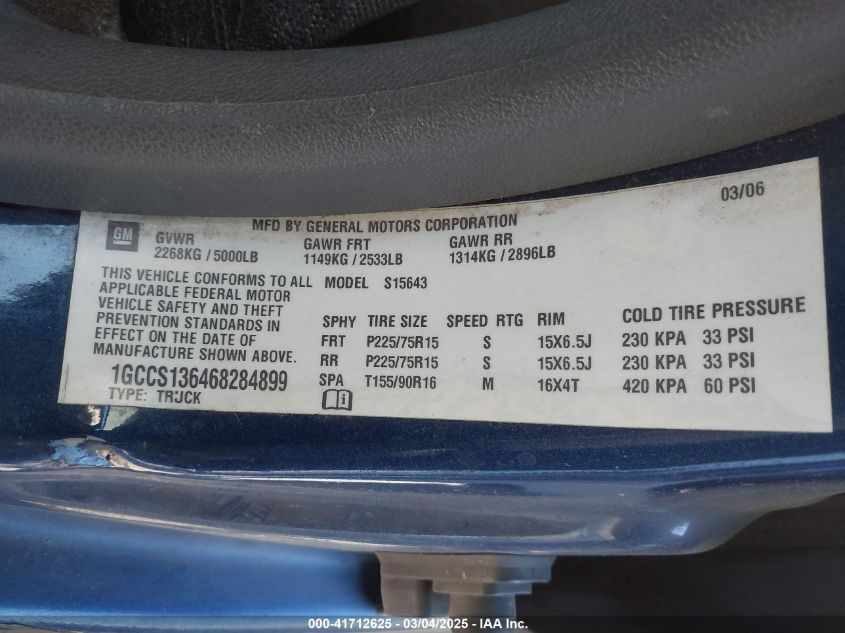 03/06
GM
MFD BY GENERAL MOTORS CORPORATION
GVWR GAWR FRT GAWR RR
2268KG / 5000LB 1149KG / 2533LB 1314KG / 2896LB
THIS VEHICLE CONFORMS TO ALL
APPLICABLE FEDERAL MOTOR
VEHICLE SAFETY AND THEFT
PREVENTION STANDARDS IN
EFFECT ON THE DATE OF
MANUFACTURE SHOWN ABOVE.
1GCCS136468284899
TYPE: TRUCK
MODEL S15643
SPHY TIRE SIZE SPEED RTG RIM COLD TIRE PRESSURE
FRT P225/75R15 S 15X6.5J 230 KPA 33 PSI
RR P225/75R15 S 15X6.5J 230 KPA 33 PSI
SPA T155/90R16 M 16X4T 420 KPA 60 PSI
000-41712625 - 03/04/2025 - IAA Inc.